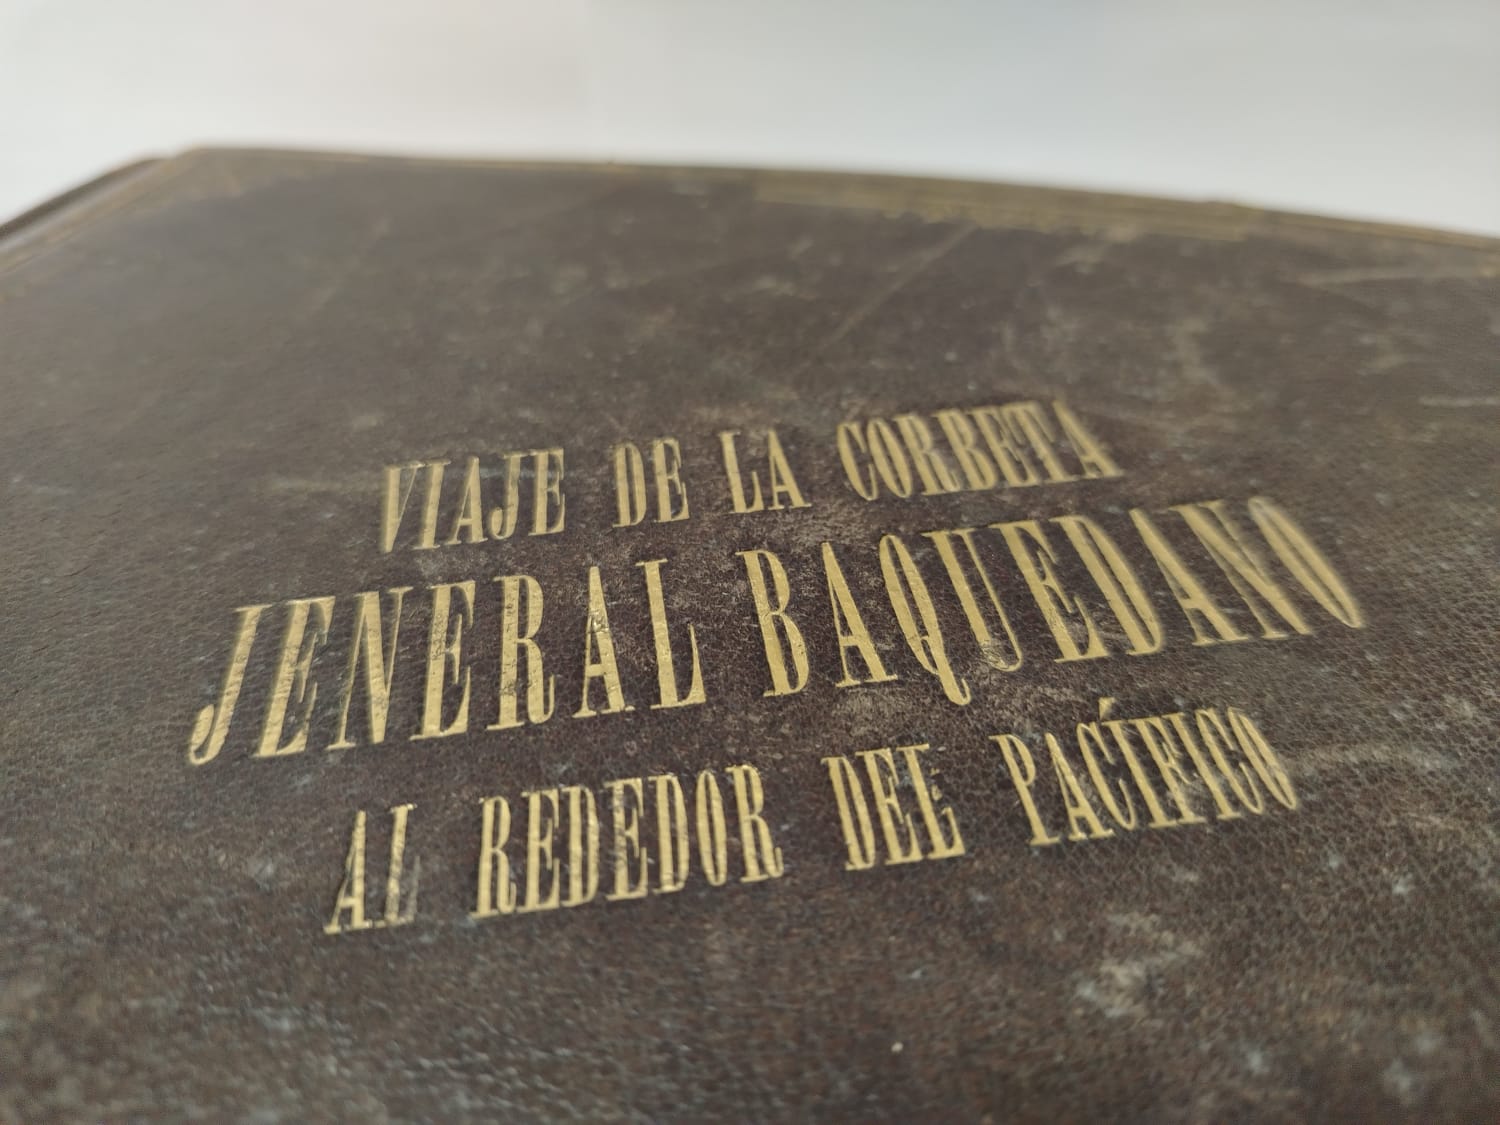 VIAJE DE LA CORBETA
JENERAL BAQUEDANO
AL REDEDOR DEL PACÍFICO